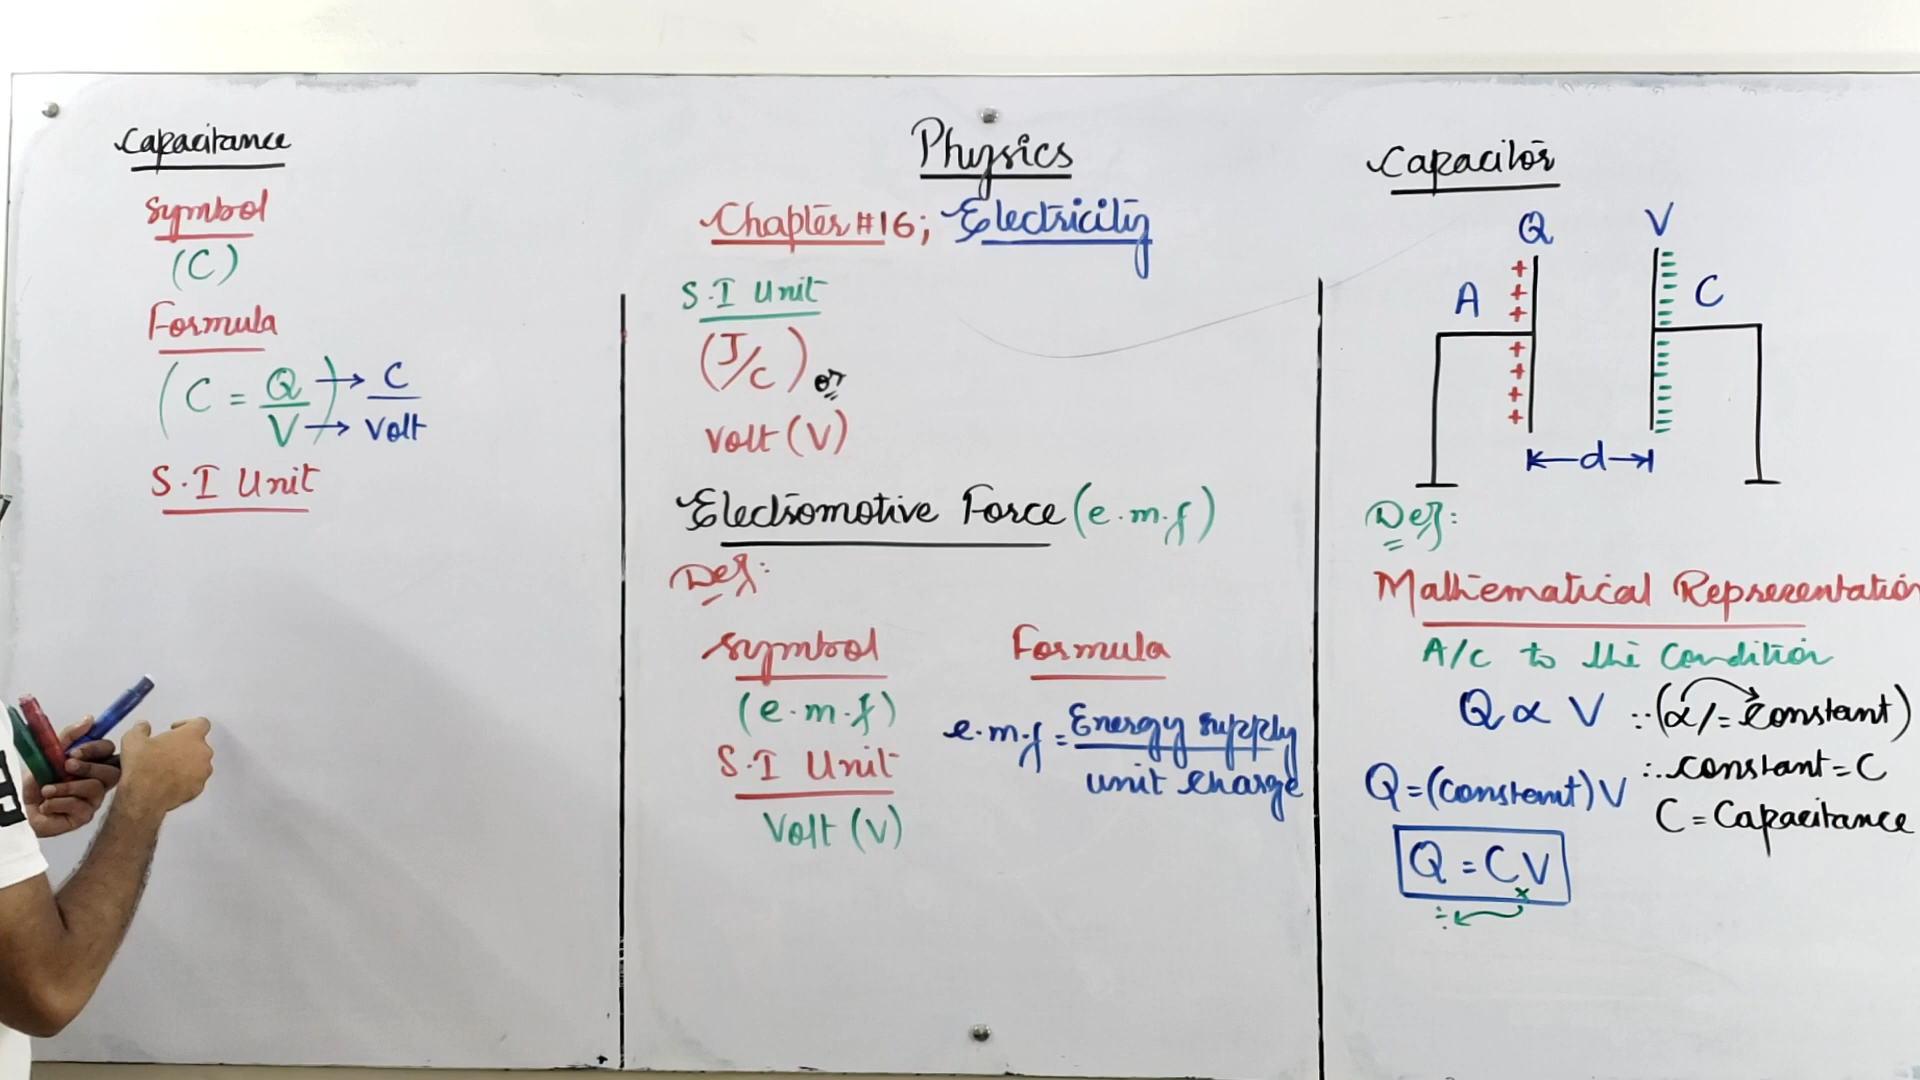 Capacitance
Symbol
(C)
Formula
(C = Q/V) → C / → Volt
S.I Unit
Physics
Chapter #16; Electricity
S.I Unit
(J/C) or
Volt (V)
Electromotive Force (e.m.f)
Def:
Symbol
(e.m.f)
S.I Unit
Volt (V)
Formula
e.m.f = Energy supply / unit charge
Capacitor
Q V
A C
+ + + + + + +
d
Def:
Mathematical Representation
A/c to the Condition
Q ∝ V ∵ (∝/= constant)
Q = (constant) V ∴ constant = C
C = Capacitance
Q = CV
÷ ×